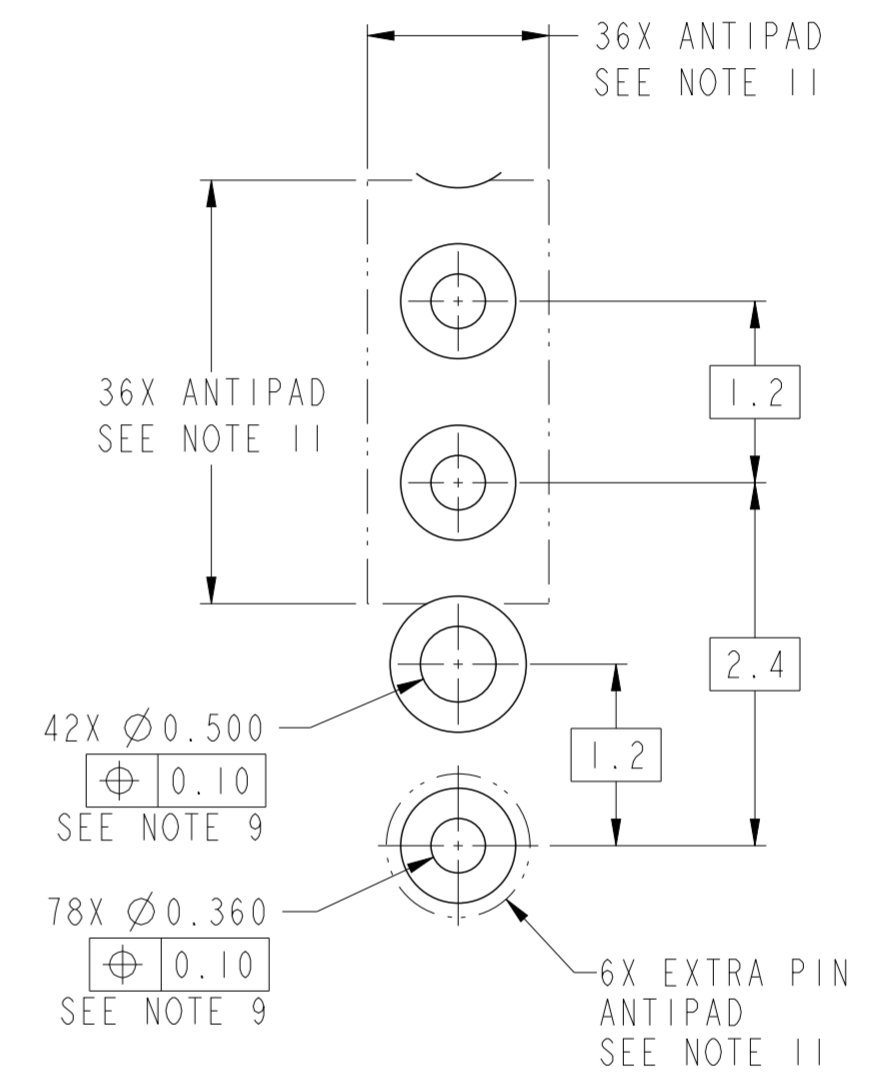 36X ANTIPAD
SEE NOTE 11
36X ANTIPAD
SEE NOTE 11
1.2
2.4
1.2
42X Ø0.500
⌖ 0.10
SEE NOTE 9
78X Ø0.360
⌖ 0.10
SEE NOTE 9
6X EXTRA PIN
ANTIPAD
SEE NOTE 11